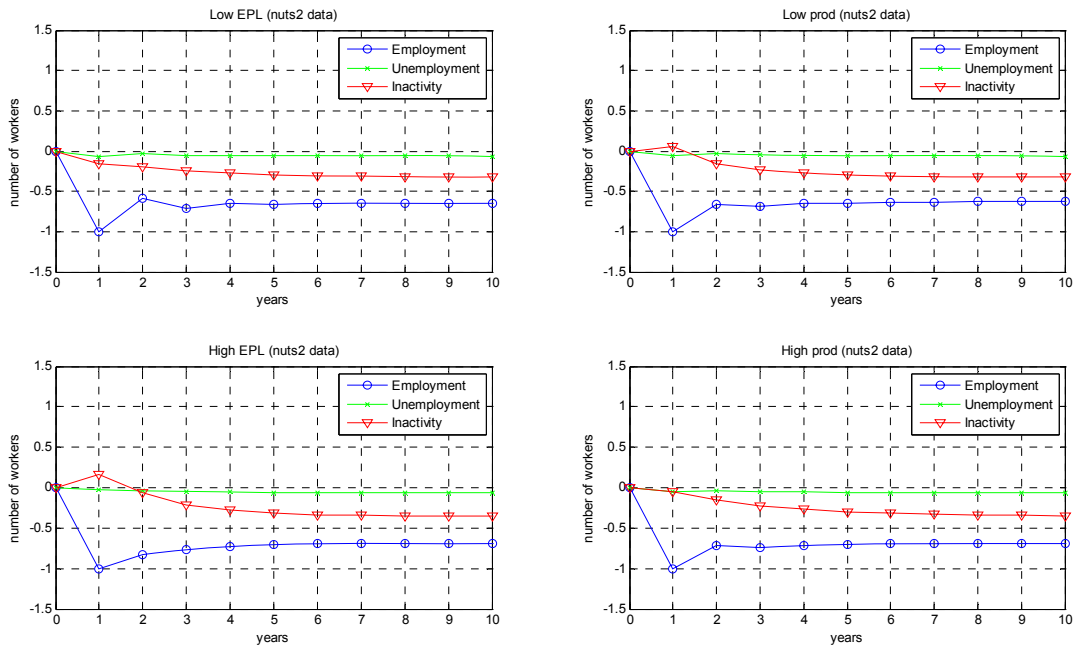 Low EPL (nuts2 data)
1.5
1
0.5
0
-0.5
-1
-1.5
number of workers
0 1 2 3 4 5 6 7 8 9 10
years
Employment
Unemployment
Inactivity
Low prod (nuts2 data)
1.5
1
0.5
0
-0.5
-1
-1.5
number of workers
0 1 2 3 4 5 6 7 8 9 10
years
Employment
Unemployment
Inactivity
High EPL (nuts2 data)
1.5
1
0.5
0
-0.5
-1
-1.5
number of workers
0 1 2 3 4 5 6 7 8 9 10
years
Employment
Unemployment
Inactivity
High prod (nuts2 data)
1.5
1
0.5
0
-0.5
-1
-1.5
number of workers
0 1 2 3 4 5 6 7 8 9 10
years
Employment
Unemployment
Inactivity